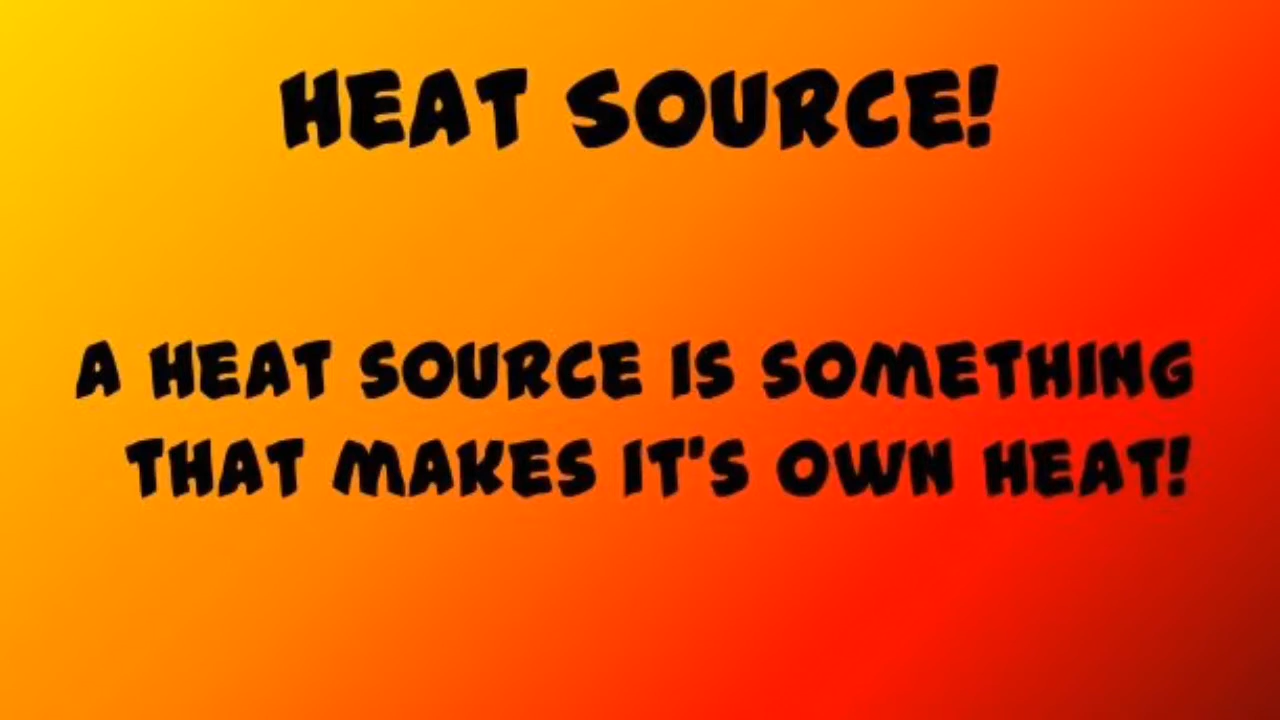 HEAT SOURCE!
A HEAT SOURCE IS SOMETHING
THAT MAKES IT'S OWN HEAT!